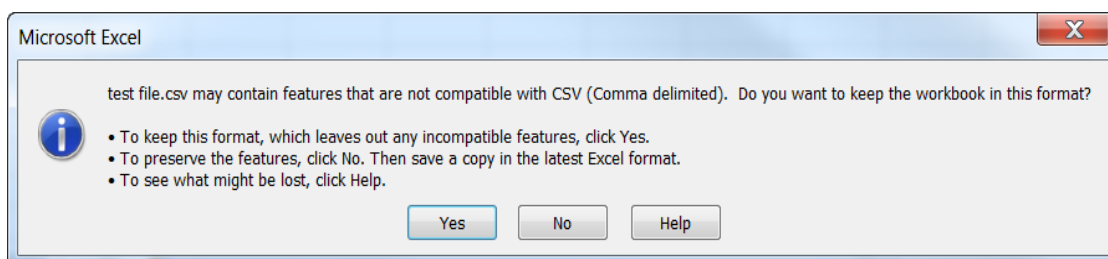 Microsoft Excel
X
test file.csv may contain features that are not compatible with CSV (Comma delimited).  Do you want to keep the workbook in this format?
• To keep this format, which leaves out any incompatible features, click Yes.
• To preserve the features, click No. Then save a copy in the latest Excel format.
• To see what might be lost, click Help.
Yes No Help